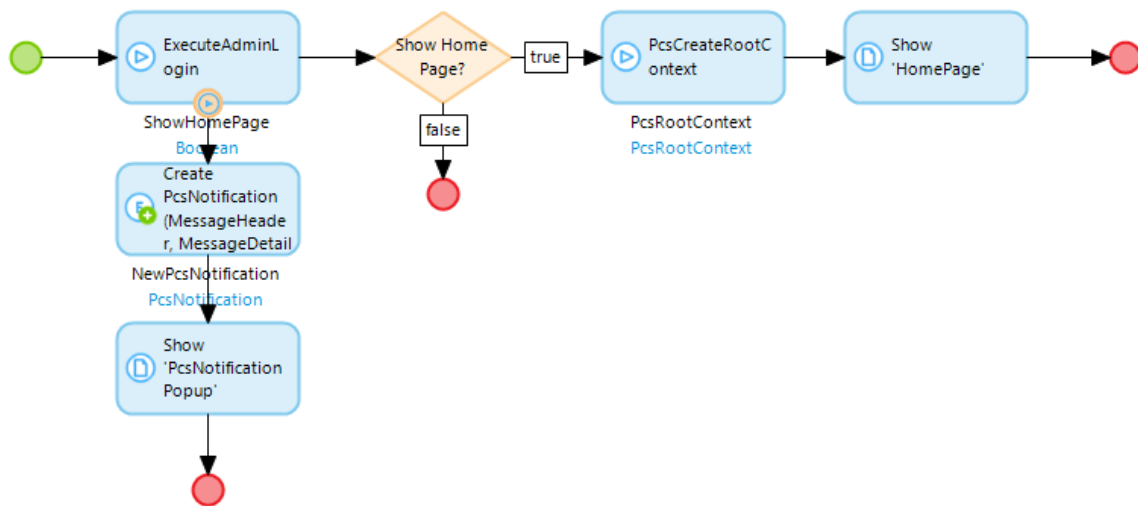 ExecuteAdminL
ogin
ShowHomePage
Boolean
Show Home
Page?
true
false
PcsCreateRootC
ontext
PcsRootContext
PcsRootContext
Show
'HomePage'
Create
PcsNotification
(MessageHeade
r, MessageDetail
NewPcsNotification
PcsNotification
Show
'PcsNotification
Popup'